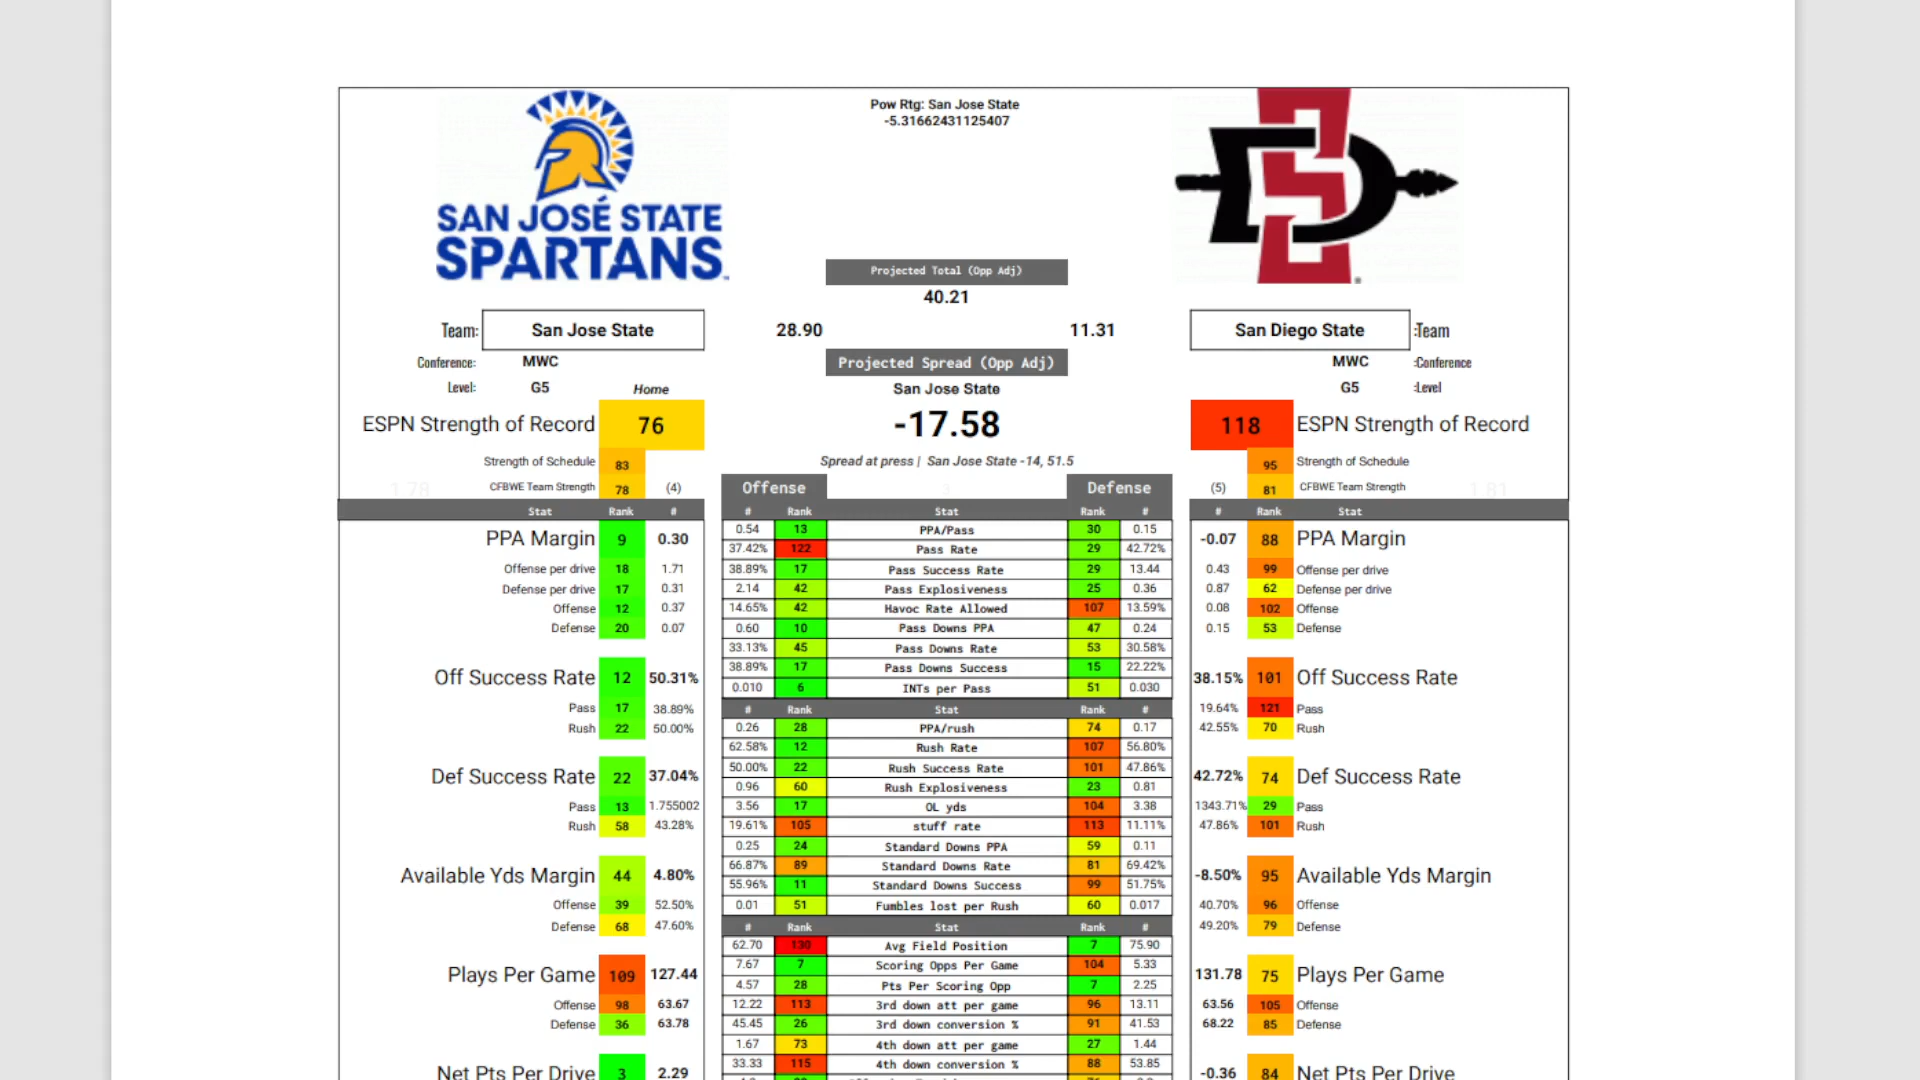 Pow Rtg: San Jose State
-5.31662431125407
SAN JOSÉ STATE
SPARTANS
Projected Total (Opp Adj)
40.21
Team: San Jose State 28.90 11.31 San Diego State :Team
Projected Spread (Opp Adj)
Conference: MWC MWC :Conference
Level: G5 Home San Jose State G5 :Level
ESPN Strength of Record 76 -17.58 118 ESPN Strength of Record
Strength of Schedule 83 Spread at press | San Jose State -14, 51.5 95 Strength of Schedule
1.78 CFBWE Team Strength 78 (4) Offense 3 Defense (5) 81 CFBWE Team Strength 1.81
Stat Rank # # Rank Stat Rank # # Rank Stat
0.54 13 PPA/Pass 30 0.15
PPA Margin 9 0.30 -0.07 88 PPA Margin
37.42% 122 Pass Rate 29 42.72%
Offense per drive 18 1.71 38.89% 17 Pass Success Rate 29 13.44 0.43 99 Offense per drive
Defense per drive 17 0.31 2.14 42 Pass Explosiveness 25 0.36 0.87 62 Defense per drive
Offense 12 0.37 14.65% 42 Havoc Rate Allowed 107 13.59% 0.08 102 Offense
Defense 20 0.07 0.60 10 Pass Downs PPA 47 0.24 0.15 53 Defense
33.13% 45 Pass Downs Rate 53 30.58%
Off Success Rate 12 50.31% 38.89% 17 Pass Downs Success 15 22.22% 38.15% 101 Off Success Rate
0.010 6 INTs per Pass 51 0.030
Pass 17 38.89% # Rank Stat Rank # 19.64% 121 Pass
Rush 22 50.00% 0.26 28 PPA/rush 74 0.17 42.55% 70 Rush
62.58% 12 Rush Rate 107 56.80%
Def Success Rate 22 37.04% 50.00% 22 Rush Success Rate 101 47.86% 42.72% 74 Def Success Rate
0.96 60 Rush Explosiveness 23 0.81
Pass 13 1.755002 3.56 17 OL yds 104 3.38 1343.71% 29 Pass
Rush 58 43.28% 19.61% 105 stuff rate 113 11.11% 47.86% 101 Rush
0.25 24 Standard Downs PPA 59 0.11
Available Yds Margin 44 4.80% 66.87% 89 Standard Downs Rate 81 69.42% -8.50% 95 Available Yds Margin
55.96% 11 Standard Downs Success 99 51.75%
Offense 39 52.50% 0.01 51 Fumbles lost per Rush 60 0.017 40.70% 96 Offense
Defense 68 47.60% # Rank Stat Rank # 49.20% 79 Defense
62.70 130 Avg Field Position 7 75.90
Plays Per Game 109 127.44 7.67 7 Scoring Opps Per Game 104 5.33 131.78 75 Plays Per Game
4.57 28 Pts Per Scoring Opp 7 2.25
Offense 98 63.67 12.22 113 3rd down att per game 96 13.11 63.56 105 Offense
Defense 36 63.78 45.45 26 3rd down conversion % 91 41.53 68.22 85 Defense
1.67 73 4th down att per game 27 1.44
33.33 115 4th down conversion % 88 53.85
Net Pts Per Drive 3 2.29 -0.36 84 Net Pts Per Drive